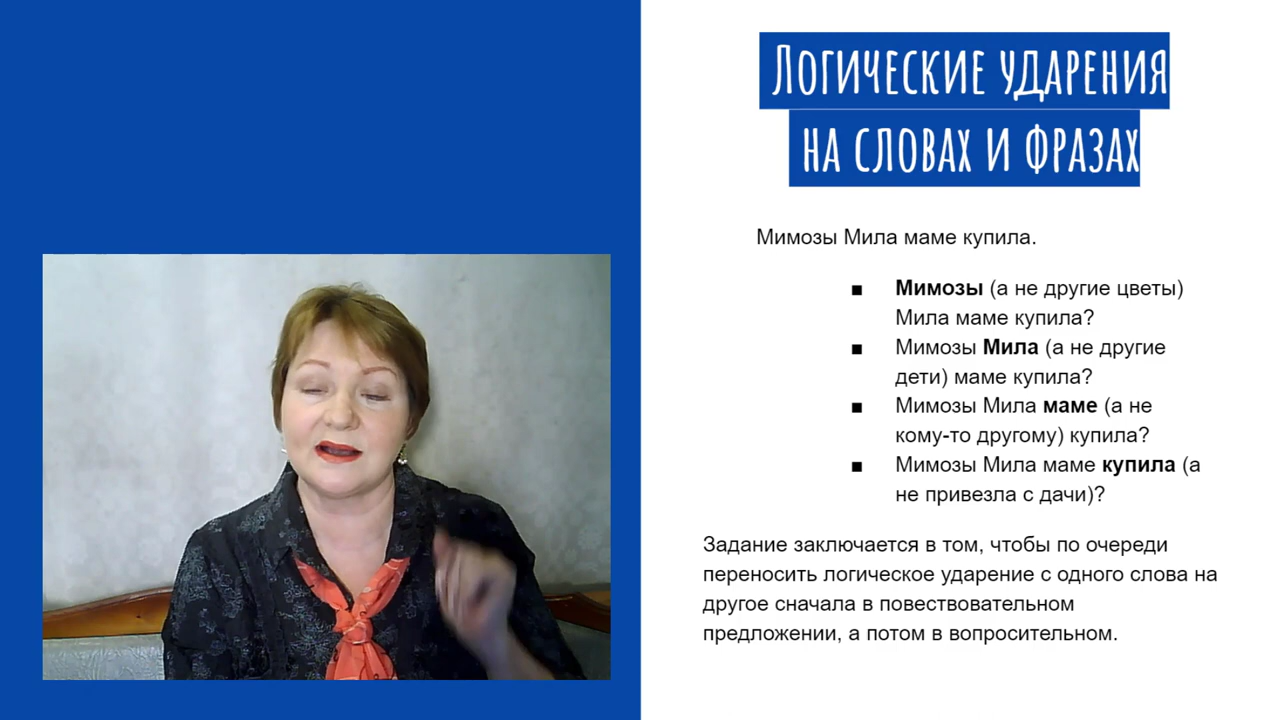 Логические ударения
на словах и фразах
Мимозы Мила маме купила.
■ Мимозы (а не другие цветы)
Мила маме купила?
■ Мимозы Мила (а не другие
дети) маме купила?
■ Мимозы Мила маме (а не
кому-то другому) купила?
■ Мимозы Мила маме купила (а
не привезла с дачи)?
Задание заключается в том, чтобы по очереди
переносить логическое ударение с одного слова на
другое сначала в повествовательном
предложении, а потом в вопросительном.